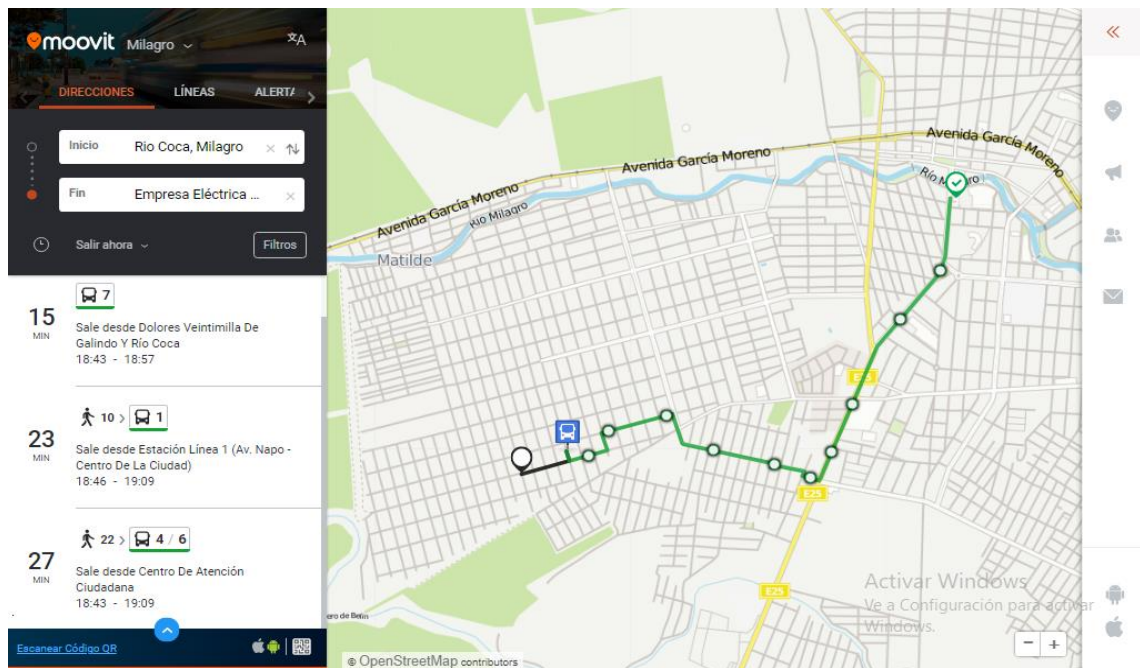 moovit Milagro
DIRECCIONES LÍNEAS ALERTA
Inicio Rio Coca, Milagro
Fin Empresa Eléctrica ...
Salir ahora Filtros
15 MIN
7
Sale desde Dolores Veintimilla De
Galindo Y Río Coca
18:43 - 18:57
23 MIN
10 > 1
Sale desde Estación Línea 1 (Av. Napo -
Centro De La Ciudad)
18:46 - 19:09
27 MIN
22 > 4 / 6
Sale desde Centro De Atención
Ciudadana
18:43 - 19:09
Escanear Código QR
Avenida García Moreno
Avenida García Moreno
Avenida García Moreno
Río Milagro
Río Milagro
Matilde
E25
E25
E25
ero de Belín
Activar Windows
Ve a Configuración para activar
Windows.
- +
© OpenStreetMap contributors